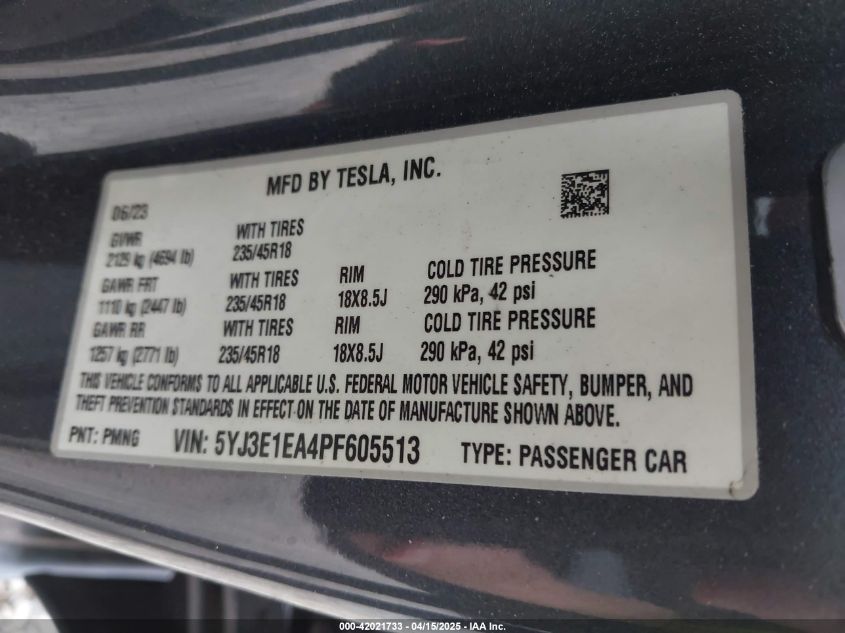 MFD BY TESLA, INC.
06/23
GVWR WITH TIRES
2129 kg (4694 lb) 235/45R18
GAWR FRT WITH TIRES RIM COLD TIRE PRESSURE
1110 kg (2447 lb) 235/45R18 18X8.5J 290 kPa, 42 psi
GAWR RR WITH TIRES RIM COLD TIRE PRESSURE
1257 kg (2771 lb) 235/45R18 18X8.5J 290 kPa, 42 psi
THIS VEHICLE CONFORMS TO ALL APPLICABLE U.S. FEDERAL MOTOR VEHICLE SAFETY, BUMPER, AND
THEFT PREVENTION STANDARDS IN EFFECT ON THE DATE OF MANUFACTURE SHOWN ABOVE.
PNT: PMNG VIN: 5YJ3E1EA4PF605513 TYPE: PASSENGER CAR
000-42021733 - 04/15/2025 - IAA Inc.